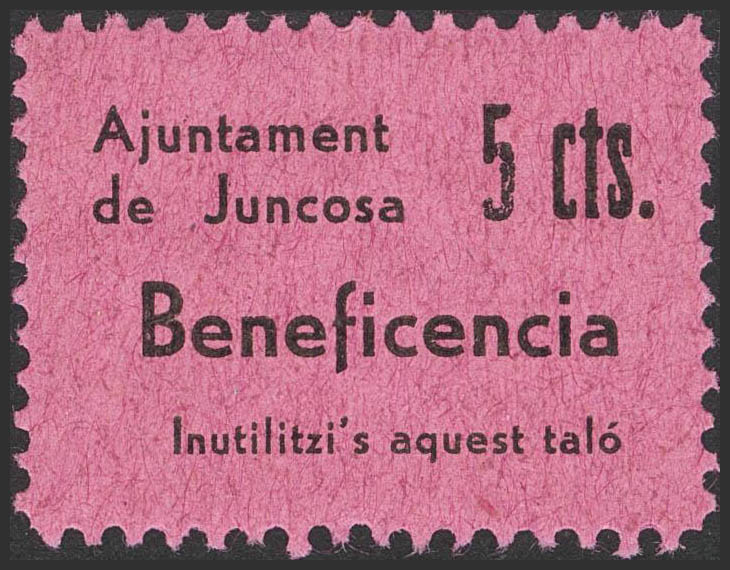 Ajuntament 5 cts.
de Juncosa
Beneficencia
Inutilitzi's aquest taló